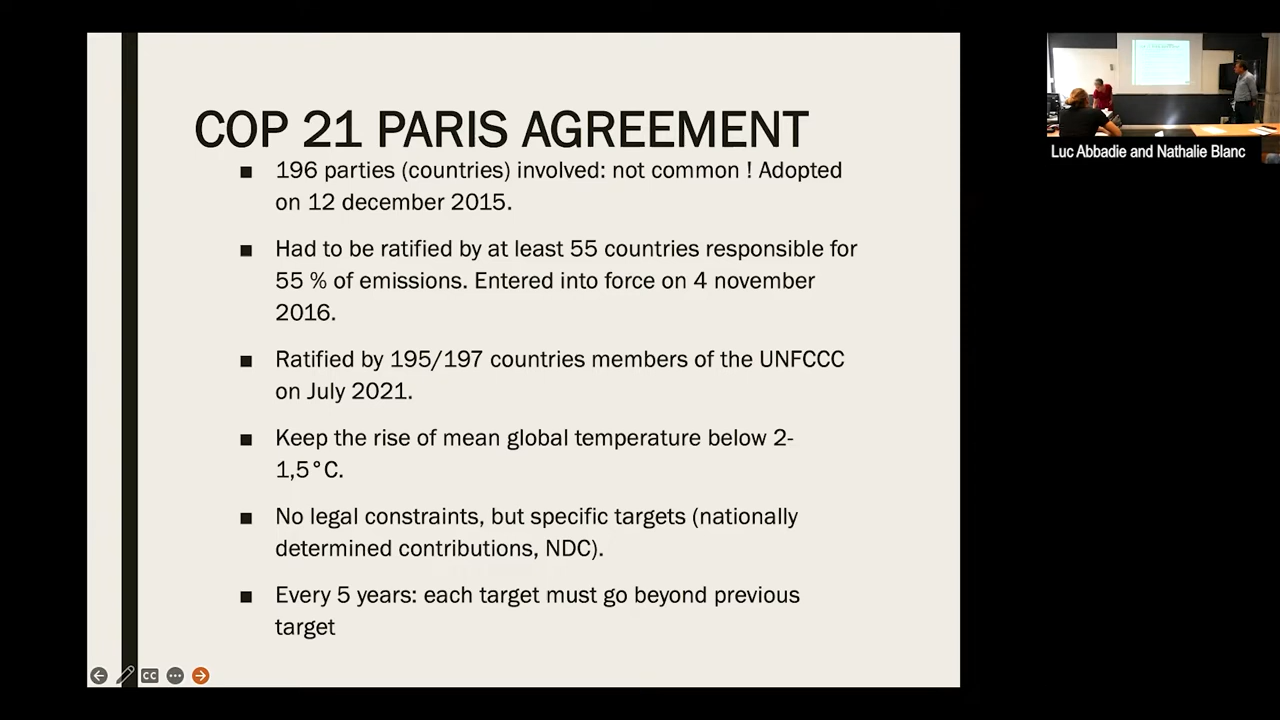 COP 21 PARIS AGREEMENT
■ 196 parties (countries) involved: not common ! Adopted
on 12 december 2015.
■ Had to be ratified by at least 55 countries responsible for
55 % of emissions. Entered into force on 4 november
2016.
■ Ratified by 195/197 countries members of the UNFCCC
on July 2021.
■ Keep the rise of mean global temperature below 2-
1,5°C.
■ No legal constraints, but specific targets (nationally
determined contributions, NDC).
■ Every 5 years: each target must go beyond previous
target
CC
Luc Abbadie and Nathalie Blanc